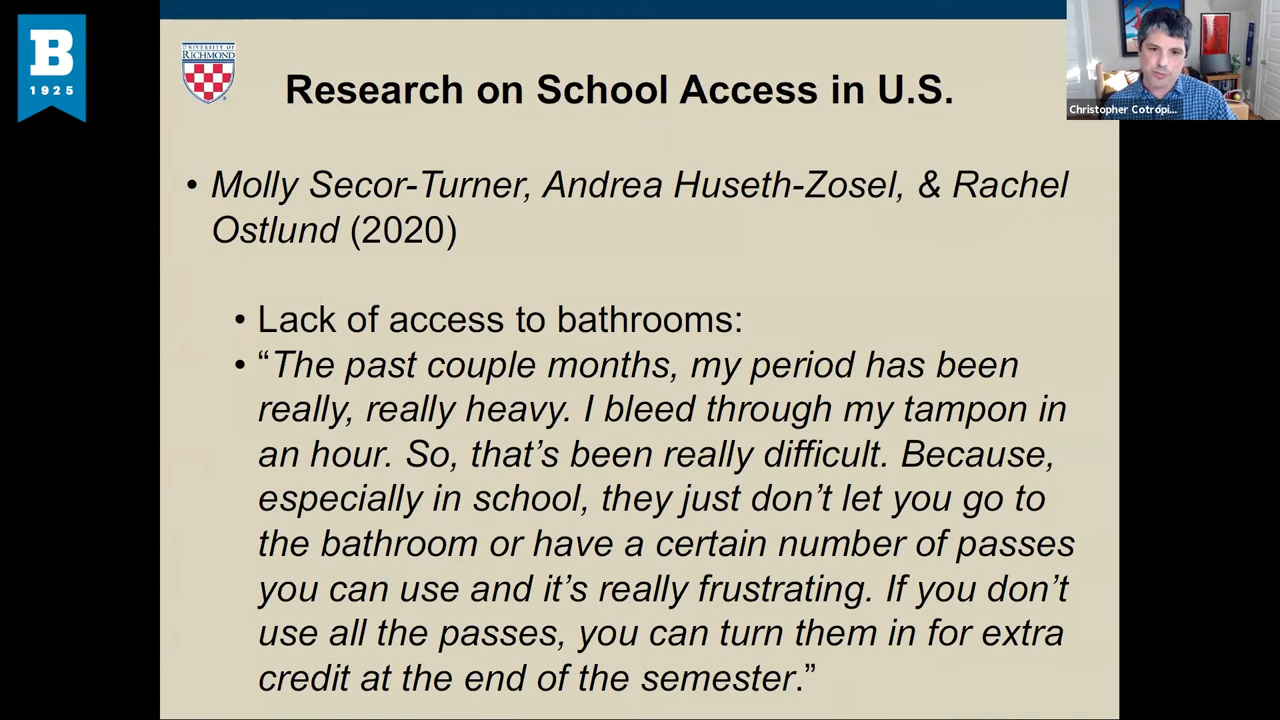 B
1925
UNIVERSITY OF
RICHMOND
Research on School Access in U.S.
Christopher Cotropi...
• Molly Secor-Turner, Andrea Huseth-Zosel, & Rachel
Ostlund (2020)
• Lack of access to bathrooms:
• “The past couple months, my period has been
really, really heavy. I bleed through my tampon in
an hour. So, that’s been really difficult. Because,
especially in school, they just don’t let you go to
the bathroom or have a certain number of passes
you can use and it’s really frustrating. If you don’t
use all the passes, you can turn them in for extra
credit at the end of the semester.”